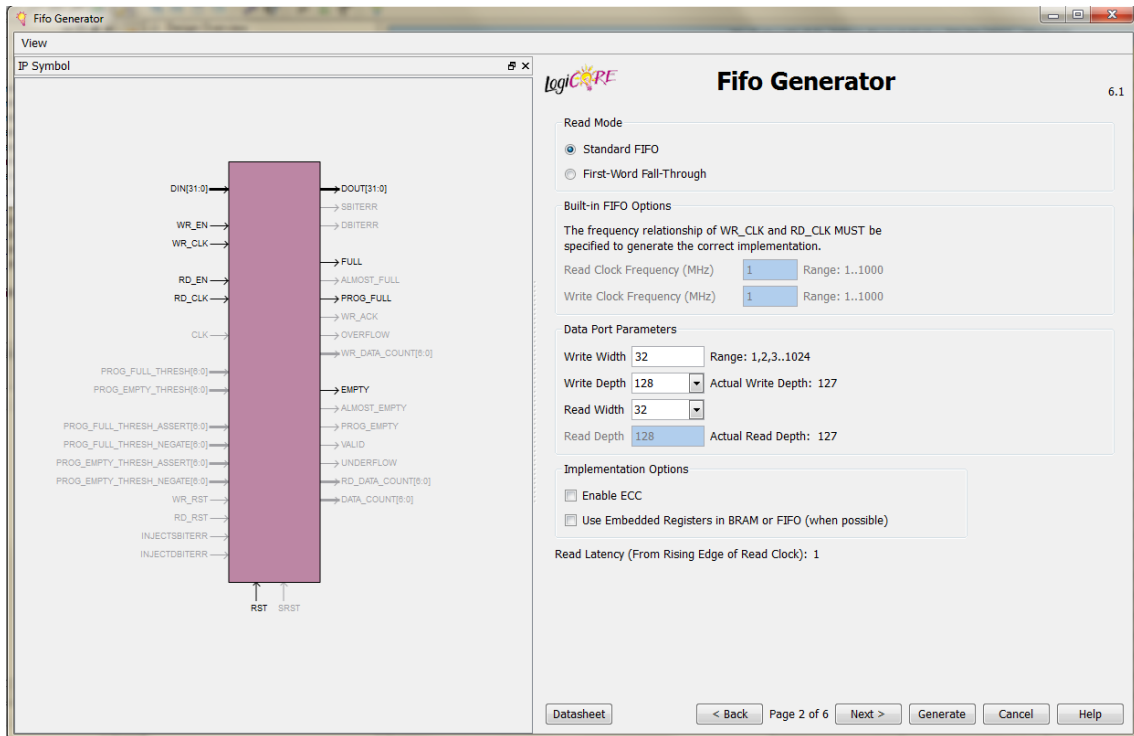 Fifo Generator
View
IP Symbol
DIN[31:0]
WR_EN
WR_CLK
RD_EN
RD_CLK
CLK
PROG_FULL_THRESH[6:0]
PROG_EMPTY_THRESH[6:0]
PROG_FULL_THRESH_ASSERT[6:0]
PROG_FULL_THRESH_NEGATE[6:0]
PROG_EMPTY_THRESH_ASSERT[6:0]
PROG_EMPTY_THRESH_NEGATE[6:0]
WR_RST
RD_RST
INJECTSBITERR
INJECTDBITERR
DOUT[31:0]
SBITERR
DBITERR
FULL
ALMOST_FULL
PROG_FULL
WR_ACK
OVERFLOW
WR_DATA_COUNT[6:0]
EMPTY
ALMOST_EMPTY
PROG_EMPTY
VALID
UNDERFLOW
RD_DATA_COUNT[6:0]
DATA_COUNT[6:0]
RST SRST
LogiCORE
Fifo Generator
6.1
Read Mode
Standard FIFO
First-Word Fall-Through
Built-in FIFO Options
The frequency relationship of WR_CLK and RD_CLK MUST be
specified to generate the correct implementation.
Read Clock Frequency (MHz) 1 Range: 1..1000
Write Clock Frequency (MHz) 1 Range: 1..1000
Data Port Parameters
Write Width 32 Range: 1,2,3..1024
Write Depth 128 Actual Write Depth: 127
Read Width 32
Read Depth 128 Actual Read Depth: 127
Implementation Options
Enable ECC
Use Embedded Registers in BRAM or FIFO (when possible)
Read Latency (From Rising Edge of Read Clock): 1
Datasheet < Back Page 2 of 6 Next > Generate Cancel Help